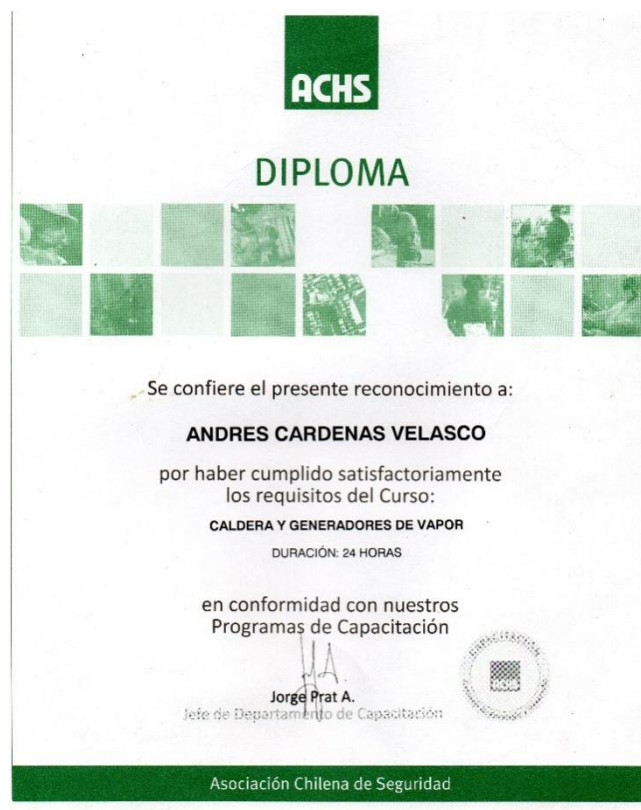 ACHS
DIPLOMA
Se confiere el presente reconocimiento a:
ANDRES CARDENAS VELASCO
por haber cumplido satisfactoriamente
los requisitos del Curso:
CALDERA Y GENERADORES DE VAPOR
DURACIÓN: 24 HORAS
en conformidad con nuestros
Programas de Capacitación
Jorge Prat A.
Jefe de Departamento de Capacitación
ACHS
Asociación Chilena de Seguridad